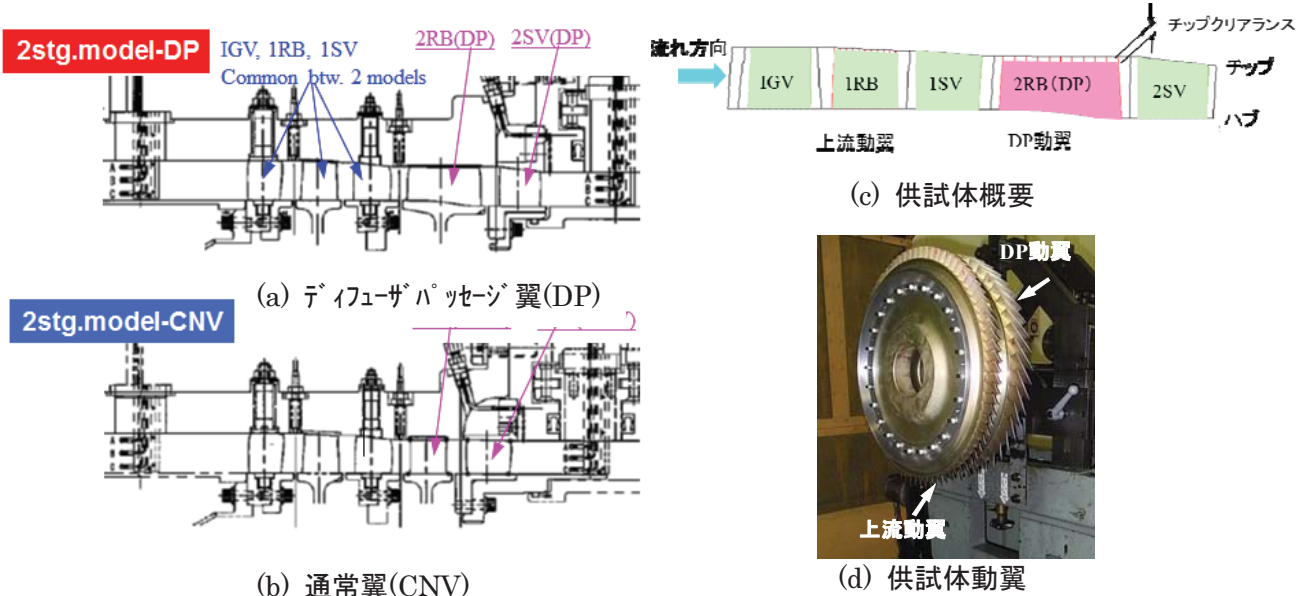 2stg.model-DP
IGV, 1RB, 1SV
Common btw. 2 models
2RB(DP)
2SV(DP)
A
B
C
(a) ディフューザパッセージ翼(DP)
2stg.model-CNV
(b) 通常翼(CNV)
チップクリアランス
流れ方向
IGV
1RB
1SV
2RB(DP)
2SV
チップ
ハブ
上流動翼
DP動翼
(c) 供試体概要
DP動翼
上流動翼
(d) 供試体動翼